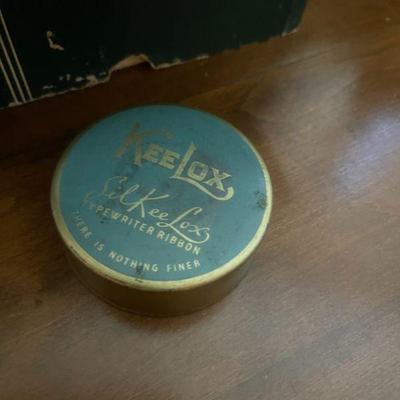 KEELOX
SilKeeLox
TYPEWRITER RIBBON
THERE IS NOTHING FINER